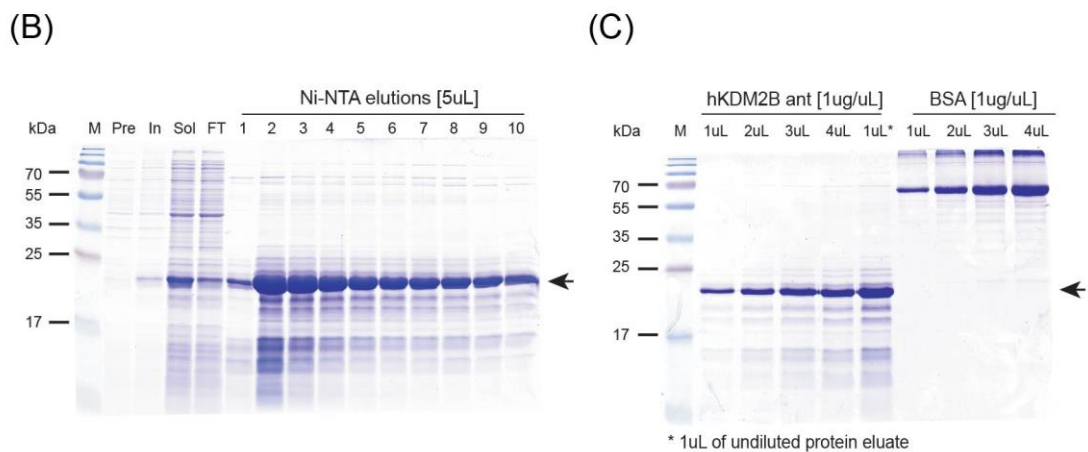 (B)
Ni-NTA elutions [5uL]
kDa M Pre In Sol FT 1 2 3 4 5 6 7 8 9 10
70
55
35
25
17
(C)
hKDM2B ant [1ug/uL] BSA [1ug/uL]
kDa M 1uL 2uL 3uL 4uL 1uL* 1uL 2uL 3uL 4uL
70
55
35
25
17
* 1uL of undiluted protein eluate